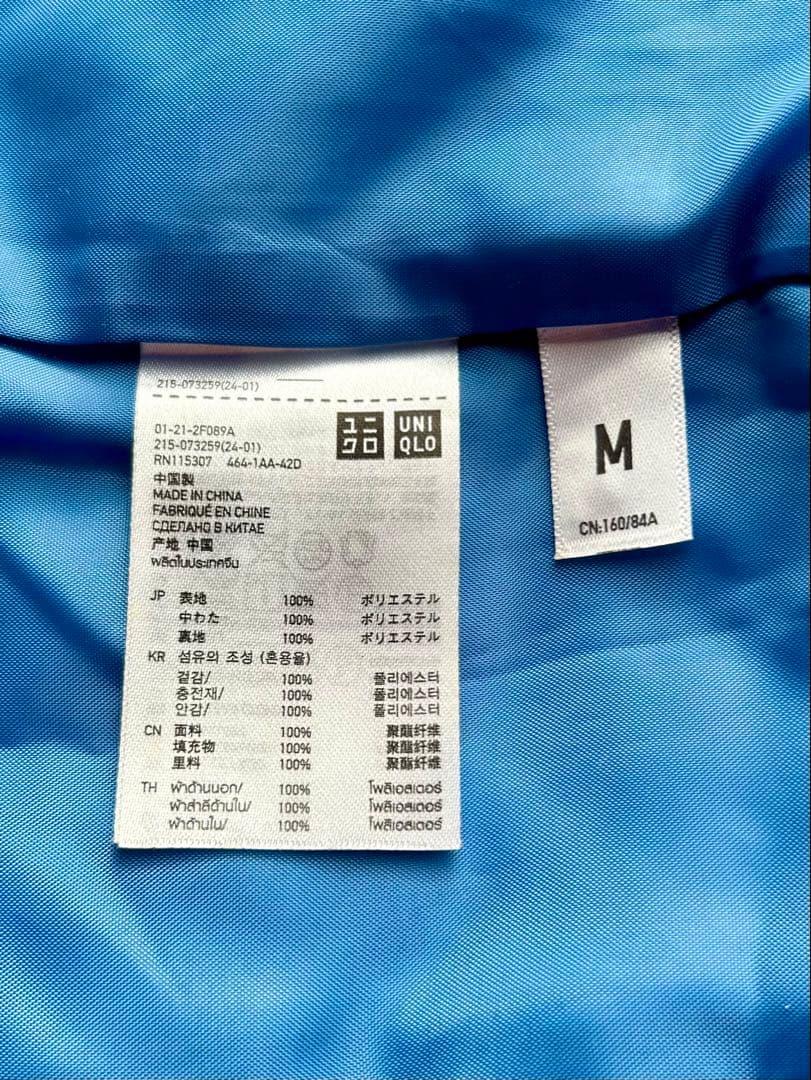 215-073259(24-01)
01-21-2F089A
215-073259(24-01)
RN115307 464-1AA-42D
ユニ
クロ
UNI
QLO
中国製
MADE IN CHINA
FABRIQUÉ EN CHINE
СДЕЛАНО В КИТАЕ
产地 中国
ผลิตในประเทศจีน
JP 表地 100% ポリエステル
中わた 100% ポリエステル
裏地 100% ポリエステル
KR 섬유의 조성 (혼용율)
겉감/ 100% 폴리에스터
충전재/ 100% 폴리에스터
안감/ 100% 폴리에스터
CN 面料 100% 聚酯纤维
填充物 100% 聚酯纤维
里料 100% 聚酯纤维
TH ผ้าด้านนอก/ 100% โพลิเอสเตอร์
ผ้าสำลีด้านใน/ 100% โพลิเอสเตอร์
ผ้าด้านใน/ 100% โพลิเอสเตอร์
M
CN:160/84A